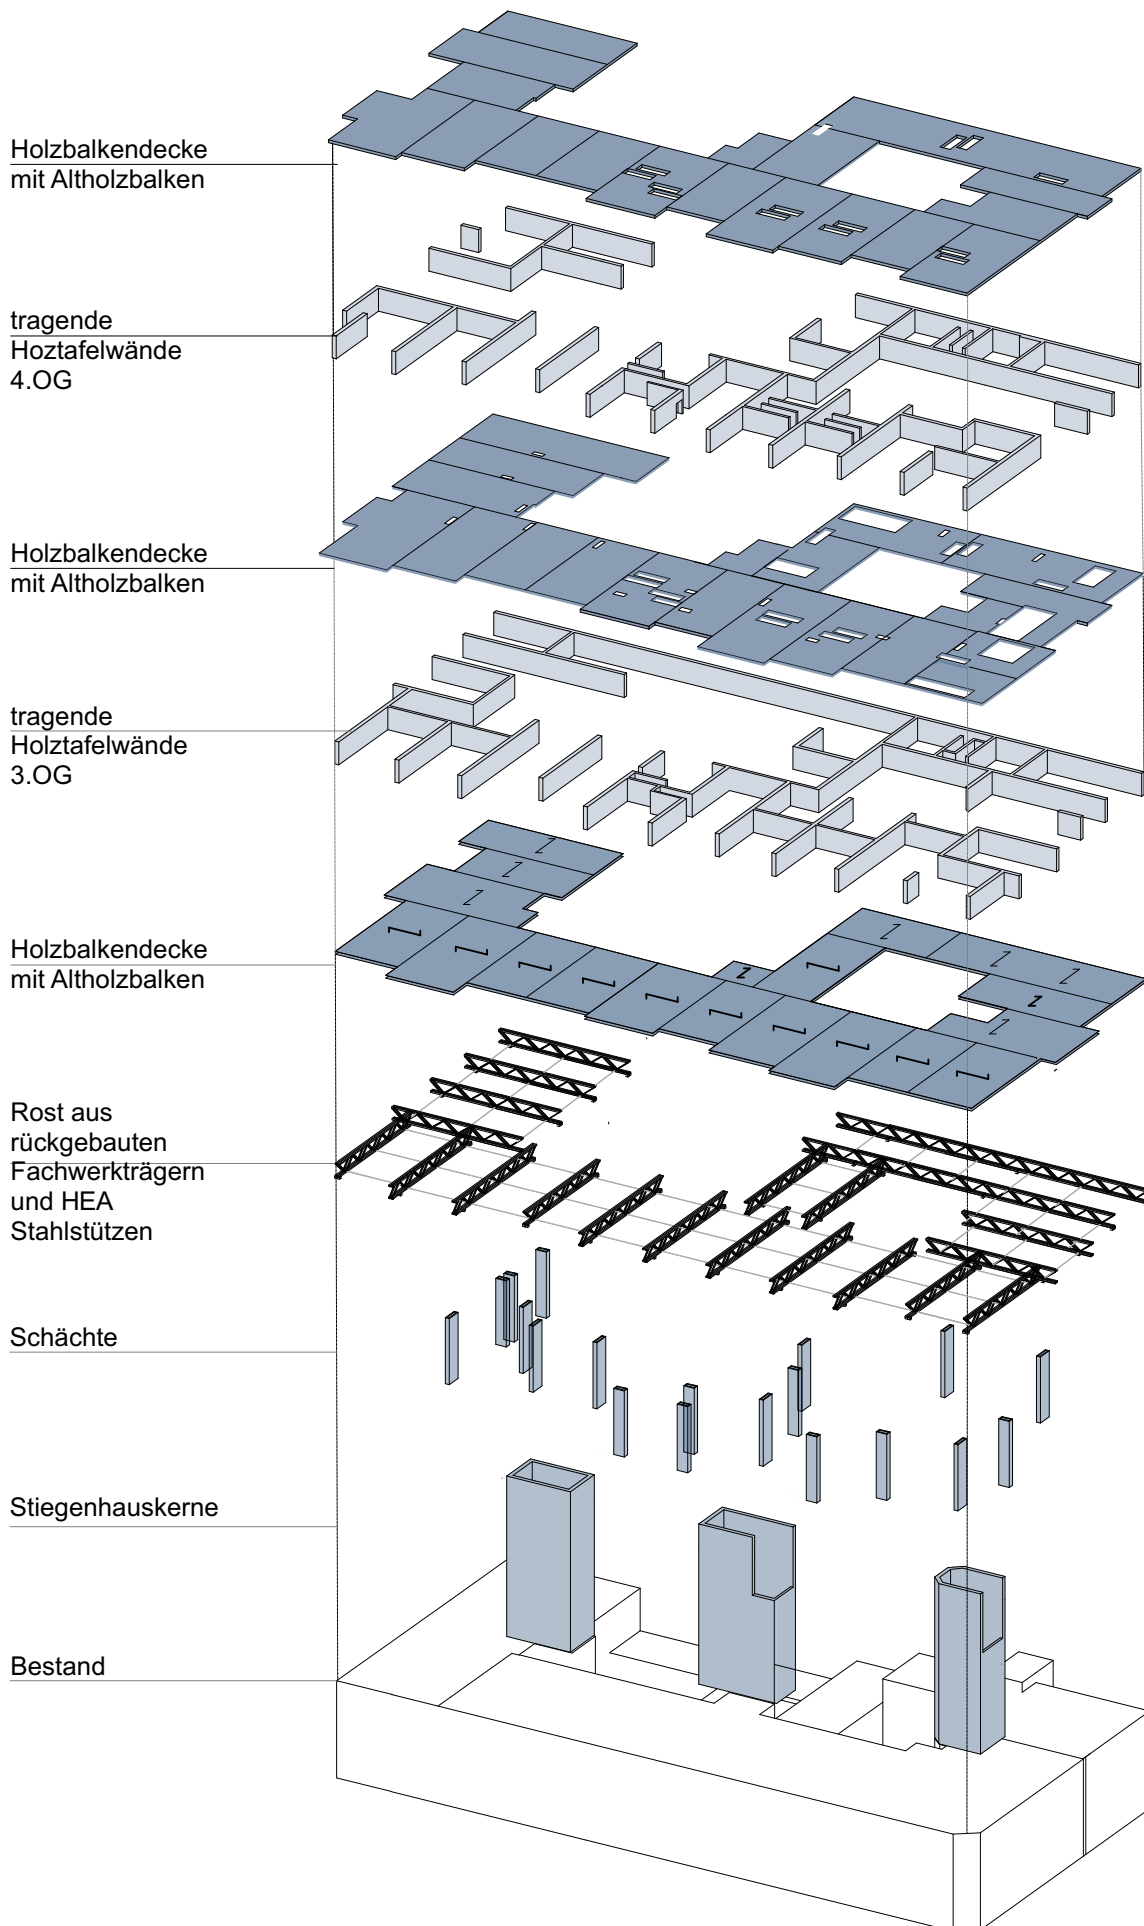 Holzbalkendecke
mit Altholzbalken
tragende
Hoztafelwände
4.OG
Holzbalkendecke
mit Altholzbalken
tragende
Holztafelwände
3.OG
Holzbalkendecke
mit Altholzbalken
Rost aus
rückgebauten
Fachwerkträgern
und HEA
Stahlstützen
Schächte
Stiegenhauskerne
Bestand